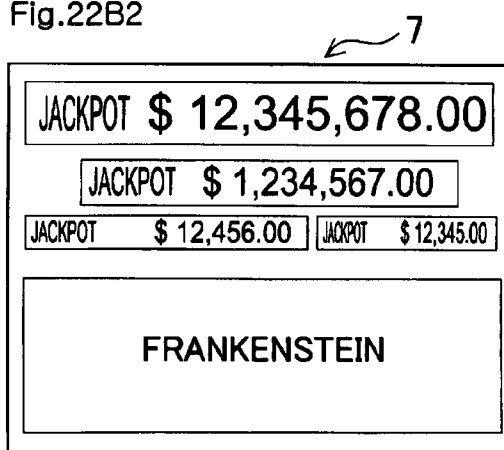 Fig.22B2
7
JACKPOT $ 12,345,678.00
JACKPOT $ 1,234,567.00
JACKPOT $ 12,456.00 JACKPOT $ 12,345.00
FRANKENSTEIN